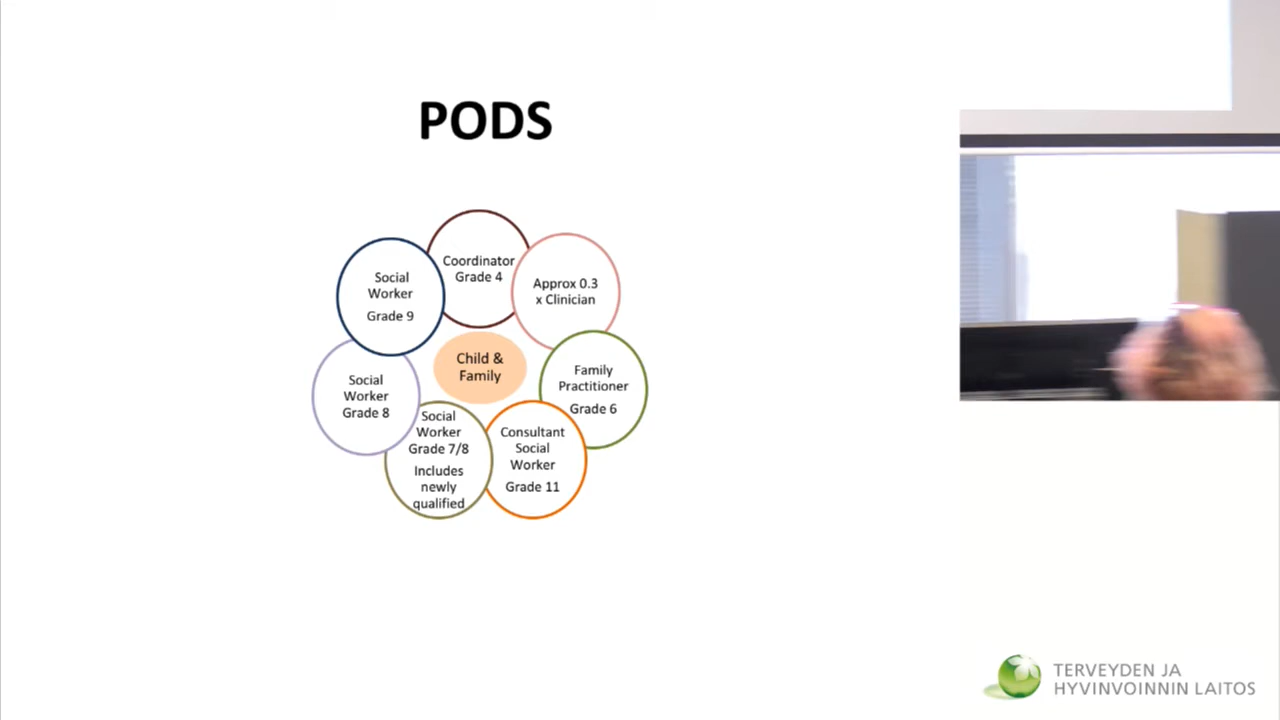 PODS
Coordinator
Grade 4
Approx 0.3
x Clinician
Family
Practitioner
Grade 6
Consultant
Social
Worker
Grade 11
Social
Worker
Grade 7/8
Includes
newly
qualified
Social
Worker
Grade 8
Social
Worker
Grade 9
Child &
Family
TERVEYDEN JA
HYVINVOINNIN LAITOS